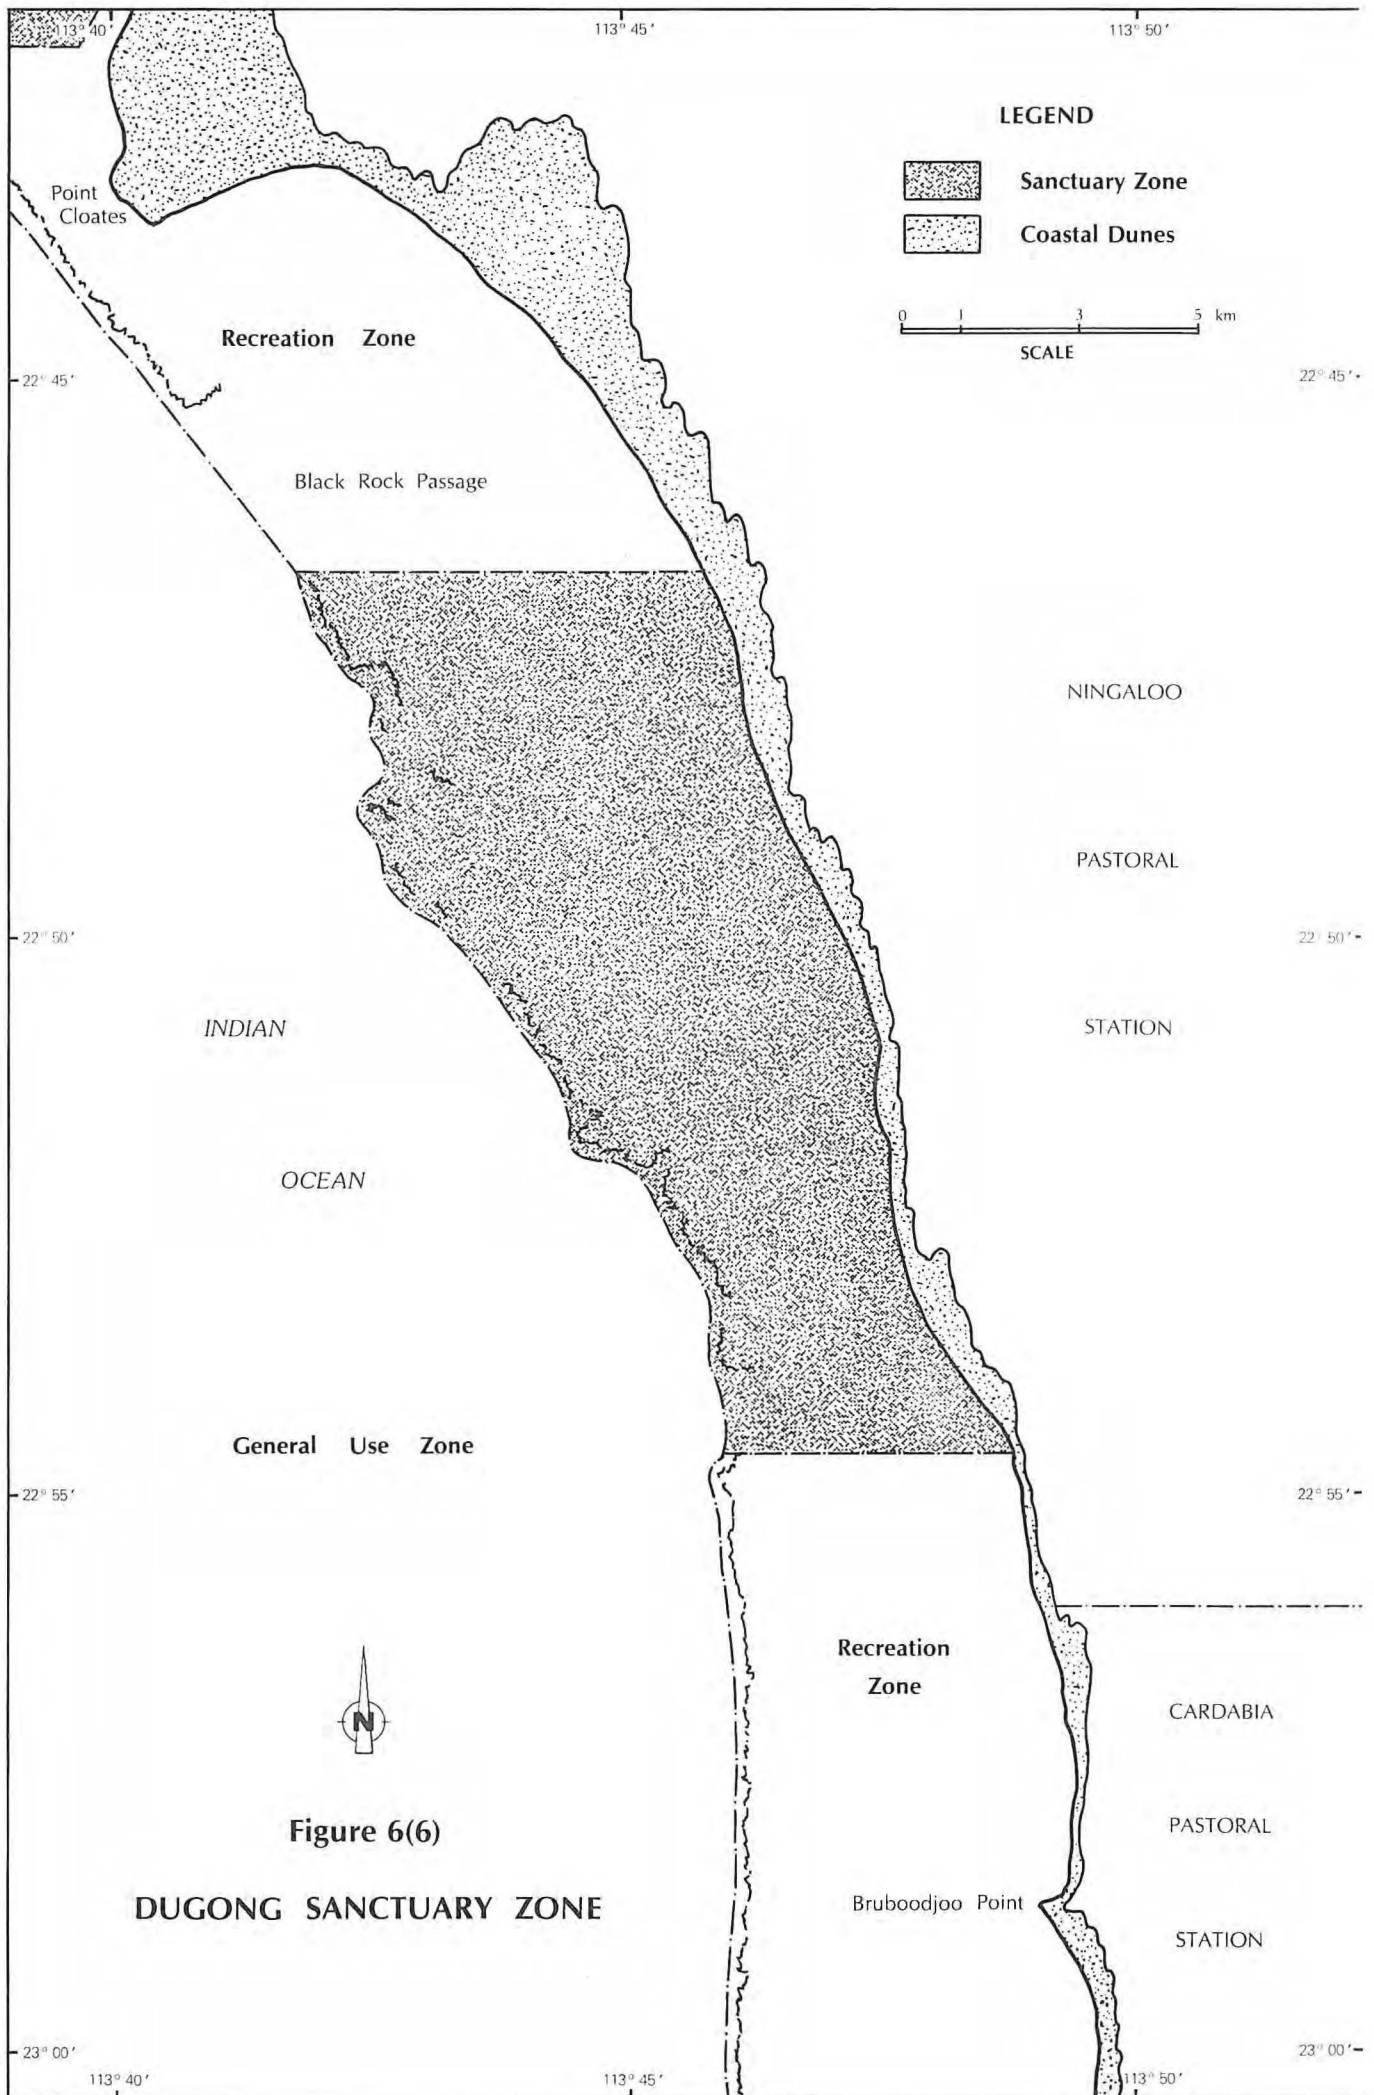 113° 40'
113° 45'
113° 50'
LEGEND
Sanctuary Zone
Coastal Dunes
0 1 3 5 km
SCALE
Point
Cloates
Recreation Zone
22° 45'
22° 45'
Black Rock Passage
NINGALOO
PASTORAL
22° 50'
22° 50'
INDIAN
STATION
OCEAN
General Use Zone
22° 55'
22° 55'
Recreation
Zone
N
CARDABIA
Figure 6(6)
PASTORAL
DUGONG SANCTUARY ZONE
Bruboodjoo Point
STATION
23° 00'
23° 00'
113° 40'
113° 45'
113° 50'